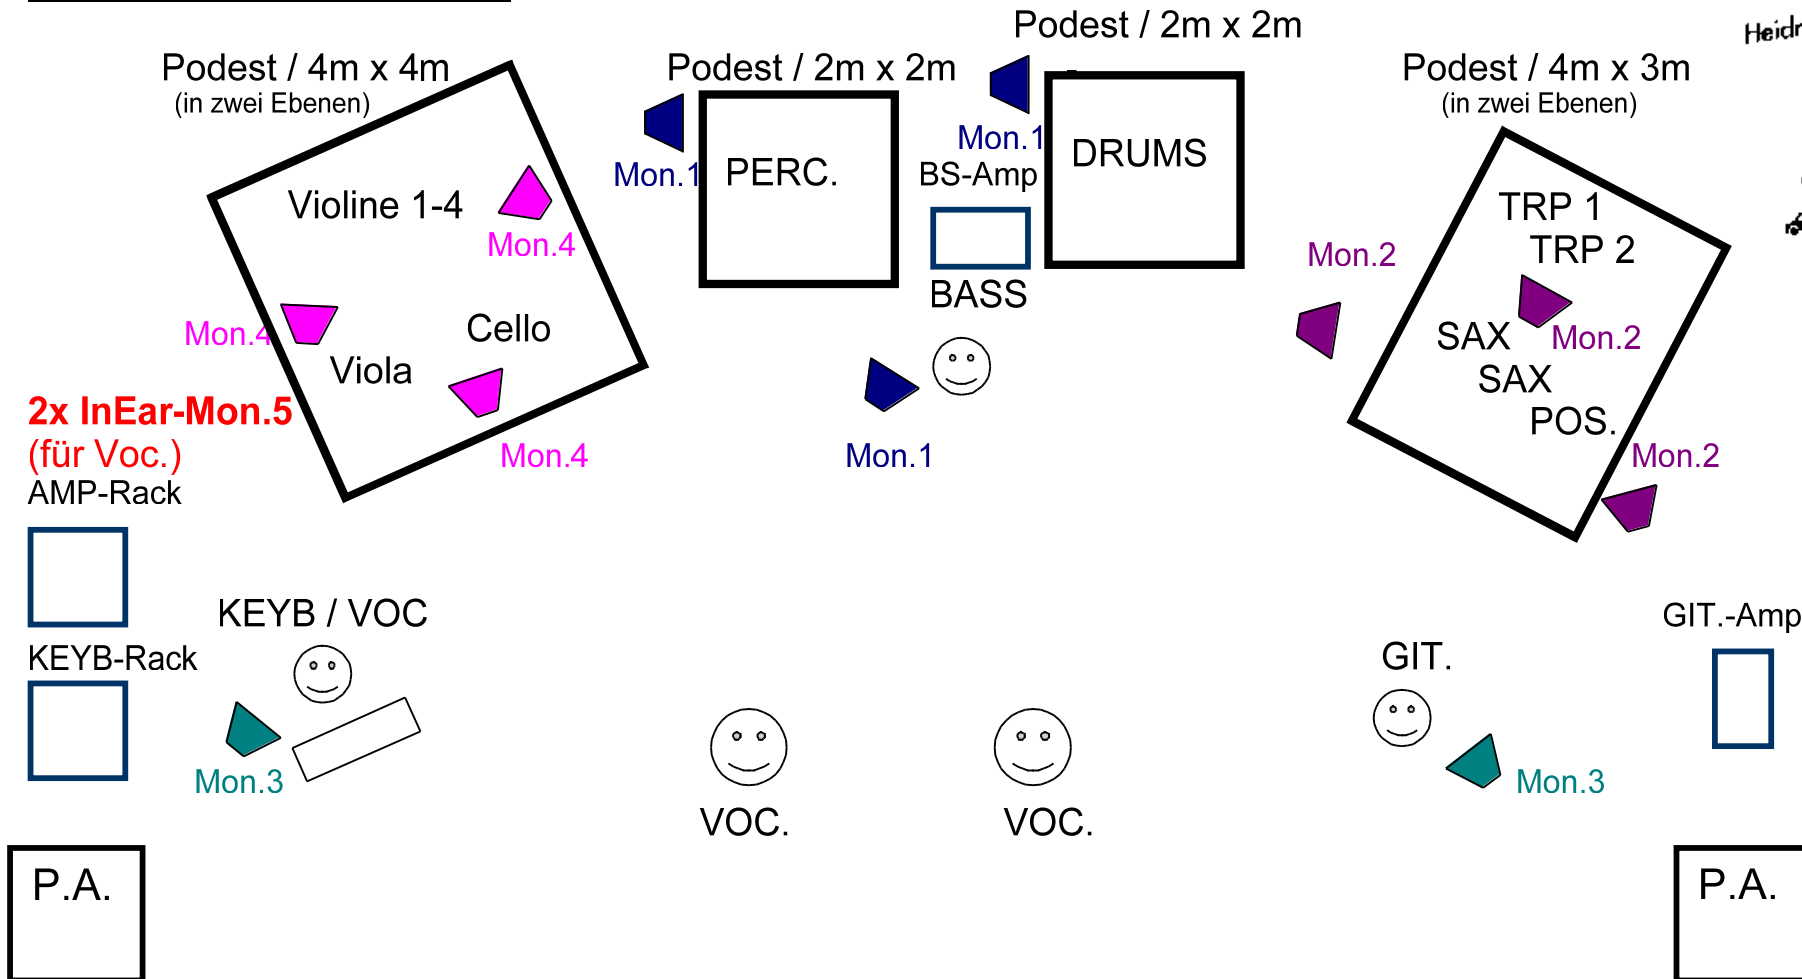 Podest / 2m x 2m
Podest / 4m x 4m
(in zwei Ebenen)
Podest / 2m x 2m
Podest / 4m x 3m
(in zwei Ebenen)
Mon.1
Mon.1
PERC.
BS-Amp
DRUMS
Violine 1-4
Mon.4
TRP 1
TRP 2
Mon.2
BASS
Mon.4
Cello
Viola
SAX
Mon.2
SAX
POS.
2x InEar-Mon.5
(für Voc.)
Mon.4
Mon.1
Mon.2
AMP-Rack
KEYB / VOC
GIT.-Amp
KEYB-Rack
GIT.
Mon.3
Mon.3
VOC.
VOC.
P.A.
P.A.